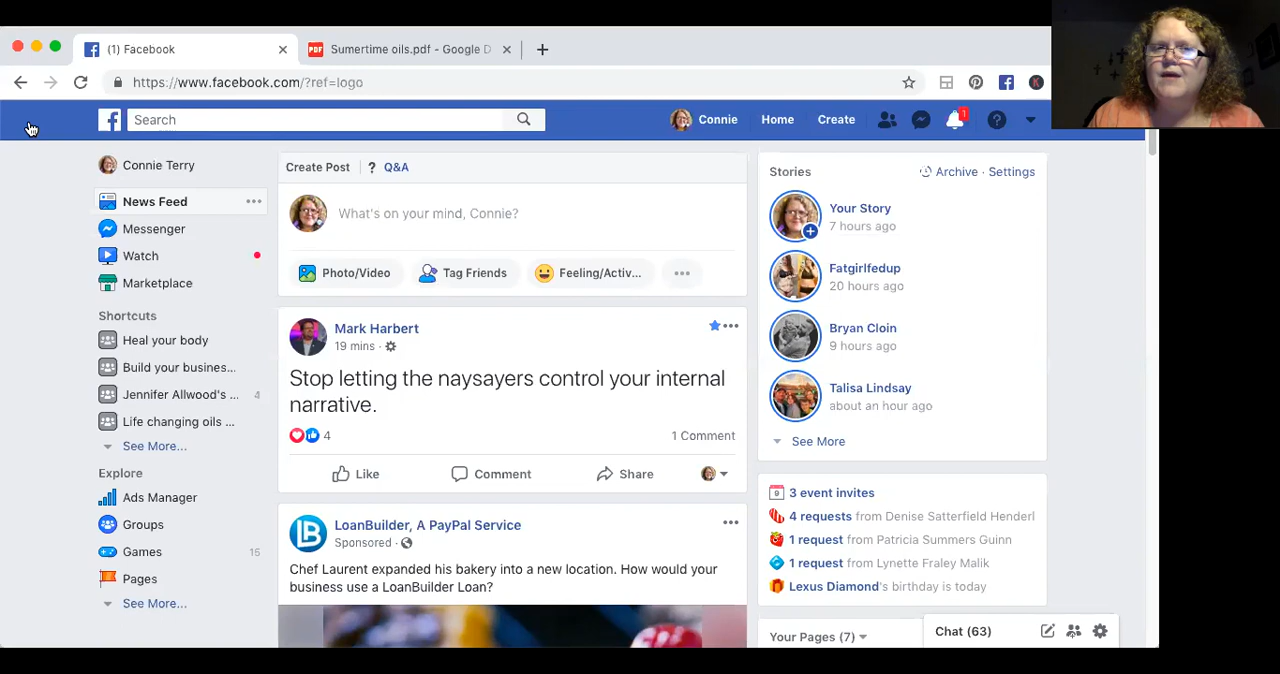 (1) Facebook
PDF Sumertime oils.pdf - Google D
https://www.facebook.com/?ref=logo
Search
Connie Home Create 1
Connie Terry
News Feed
Messenger
Watch
Marketplace
Shortcuts
Heal your body
Build your busines...
Jennifer Allwood's ... 4
Life changing oils ...
See More...
Explore
Ads Manager
Groups
Games 15
Pages
See More...
Create Post ? Q&A
What's on your mind, Connie?
Photo/Video Tag Friends Feeling/Activ...
Mark Harbert
19 mins ·
Stop letting the naysayers control your internal
narrative.
4 1 Comment
Like Comment Share
LB LoanBuilder, A PayPal Service
Sponsored ·
Chef Laurent expanded his bakery into a new location. How would your
business use a LoanBuilder Loan?
Stories Archive · Settings
Your Story
7 hours ago
Fatgirlfedup
20 hours ago
Bryan Cloin
9 hours ago
Talisa Lindsay
about an hour ago
See More
9 3 event invites
4 requests from Denise Satterfield Henderl
1 request from Patricia Summers Guinn
1 request from Lynette Fraley Malik
Lexus Diamond's birthday is today
Your Pages (7)
Chat (63)